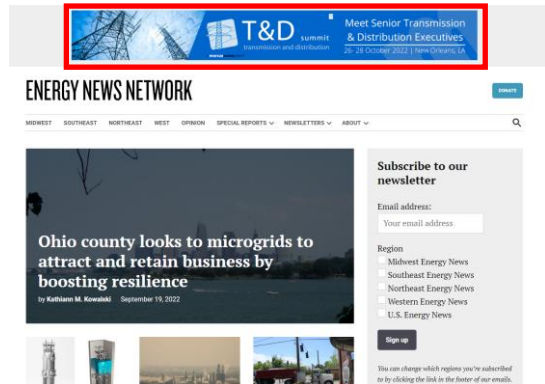 T&D summit
transmission and distribution
Meet Senior Transmission
& Distribution Executives
26- 28 October 2022 | New Orleans, LA
ENERGY NEWS NETWORK
DONATE
MIDWEST SOUTHEAST NORTHEAST WEST OPINION SPECIAL REPORTS NEWSLETTERS ABOUT
Ohio county looks to microgrids to
attract and retain business by
boosting resilience
by Kathiann M. Kowalski September 19, 2022
Subscribe to our
newsletter
Email address:
Your email address
Region
Midwest Energy News
Southeast Energy News
Northeast Energy News
Western Energy News
U.S. Energy News
Sign up
You can change which regions you're subscribed
to by clicking the link in the footer of our emails.